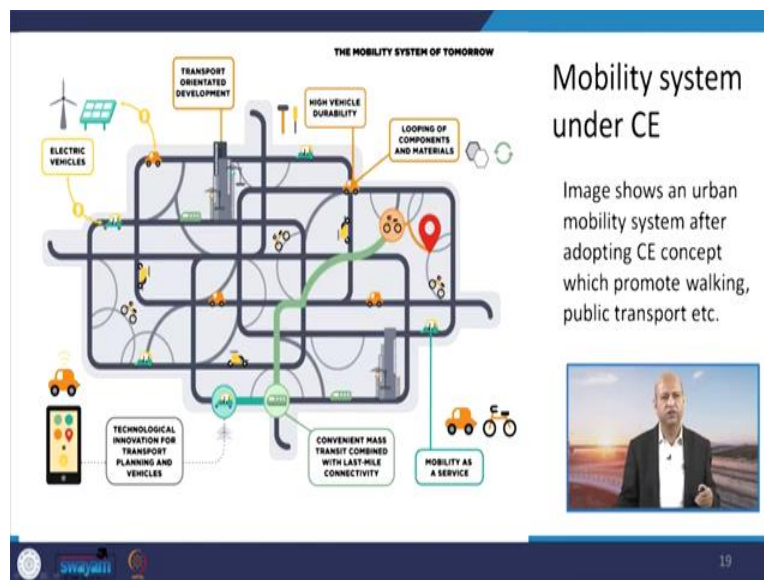 THE MOBILITY SYSTEM OF TOMORROW
TRANSPORT
ORIENTATED
DEVELOPMENT
HIGH VEHICLE
DURABILITY
LOOPING OF
COMPONENTS
AND MATERIALS
ELECTRIC
VEHICLES
TECHNOLOGICAL
INNOVATION FOR
TRANSPORT
PLANNING AND
VEHICLES
CONVENIENT MASS
TRANSIT COMBINED
WITH LAST-MILE
CONNECTIVITY
MOBILITY AS
A SERVICE
Mobility system
under CE
Image shows an urban
mobility system after
adopting CE concept
which promote walking,
public transport etc.
swayam
19